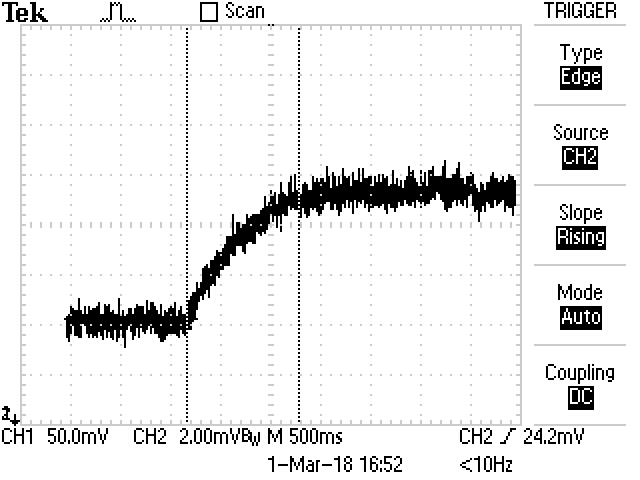 Tek Scan TRIGGER
Type
Edge
Source
CH2
Slope
Rising
Mode
Auto
Coupling
DC
CH1 50.0mV CH2 2.00mVBW M 500ms CH2 24.2mV
1-Mar-18 16:52 <10Hz